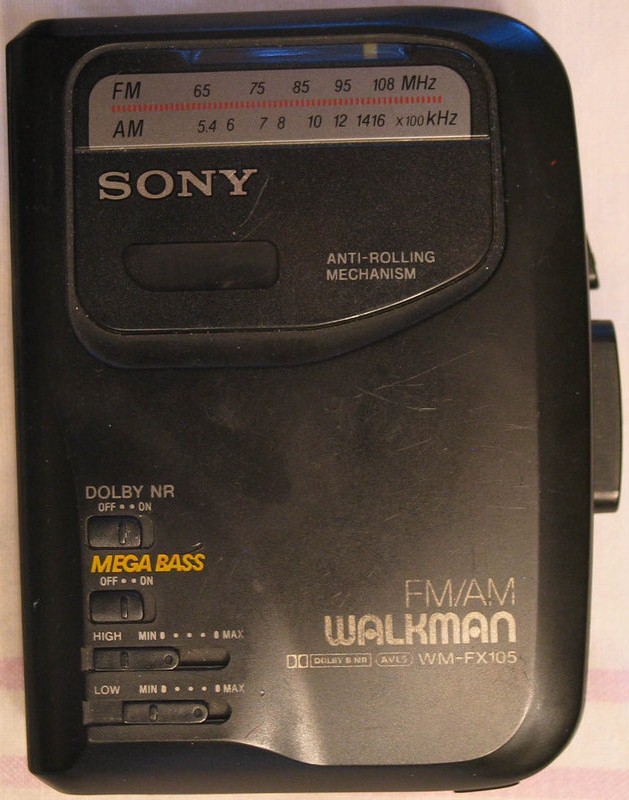 FM 65 75 85 95 108 MHz
AM 5.4 6 7 8 10 12 14 16 x100 kHz
SONY
ANTI-ROLLING
MECHANISM
DOLBY NR
OFF •• ON
MEGA BASS
OFF •• ON
HIGH MIN • • • MAX
LOW MIN • • • MAX
FM/AM
WALKMAN
DOLBY B NR AVLS WM-FX105